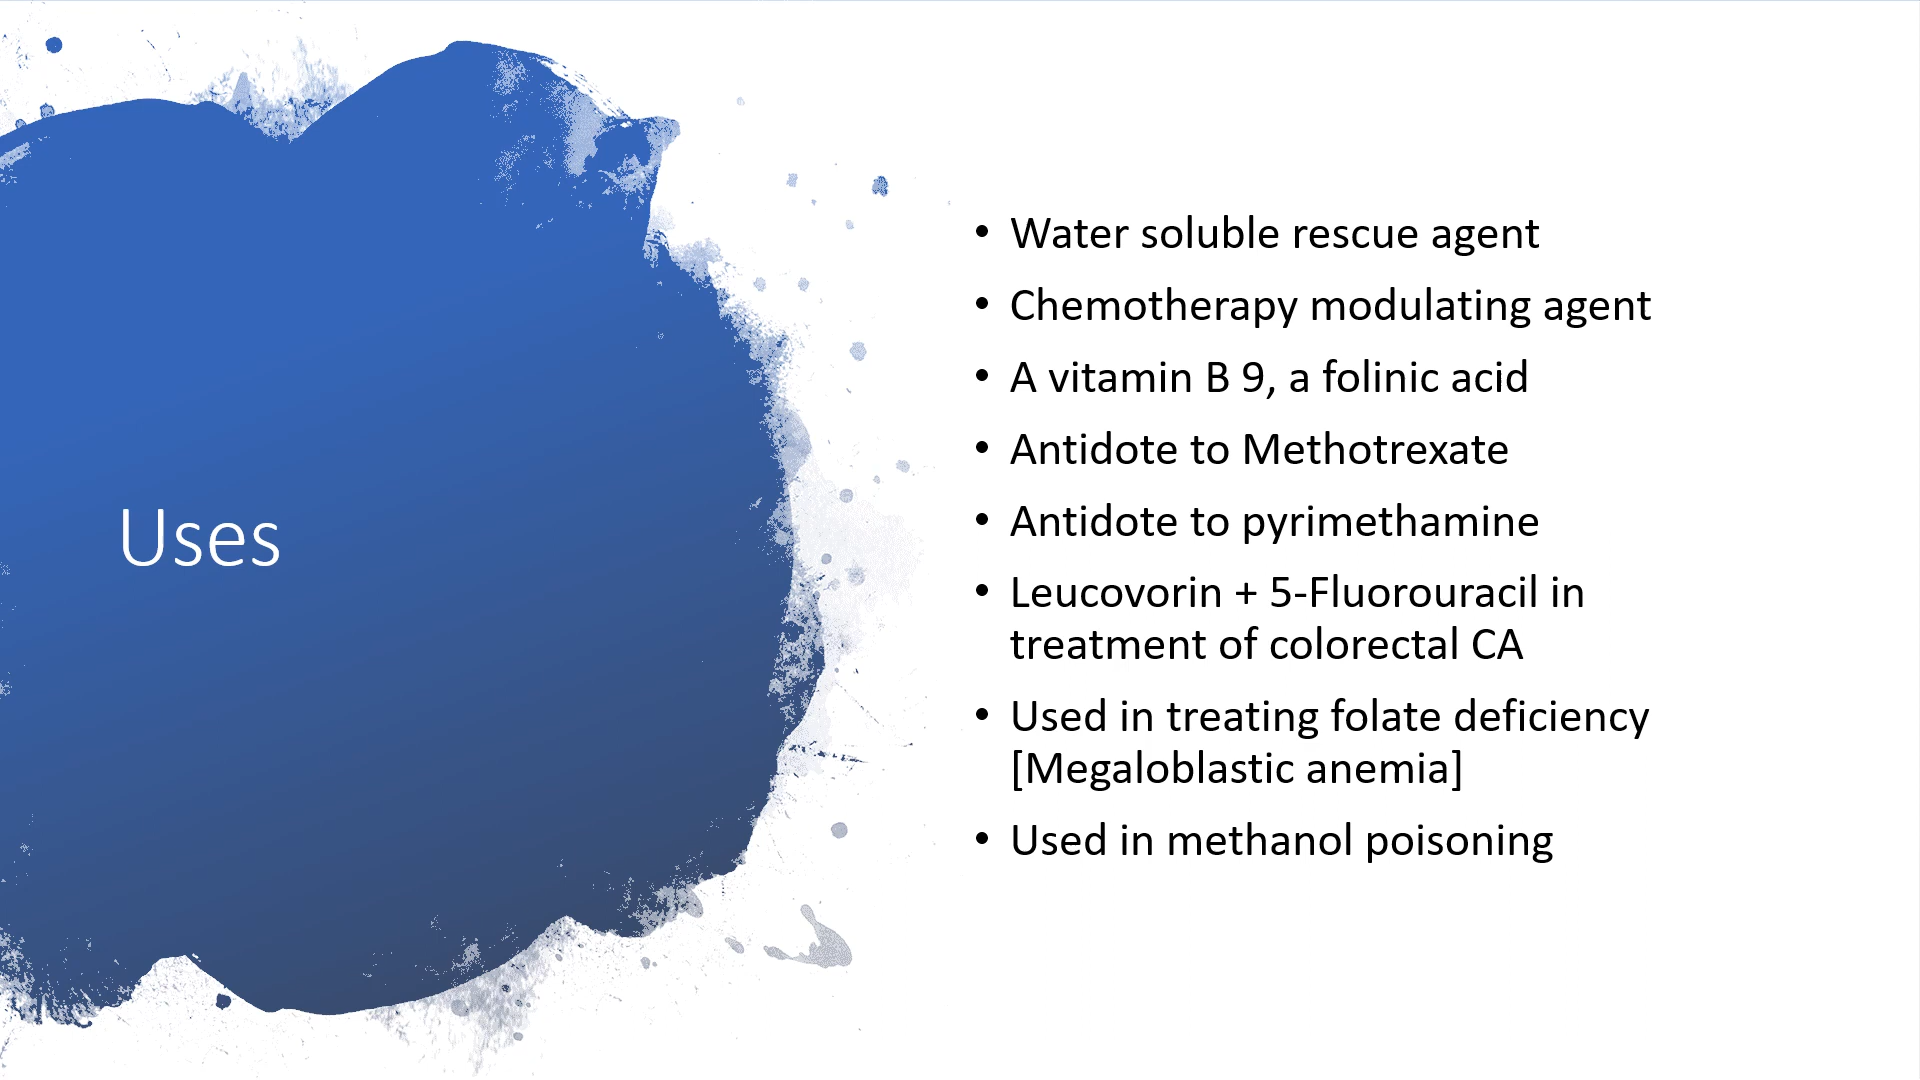 Uses
• Water soluble rescue agent
• Chemotherapy modulating agent
• A vitamin B 9, a folinic acid
• Antidote to Methotrexate
• Antidote to pyrimethamine
• Leucovorin + 5-Fluorouracil in
treatment of colorectal CA
• Used in treating folate deficiency
[Megaloblastic anemia]
• Used in methanol poisoning